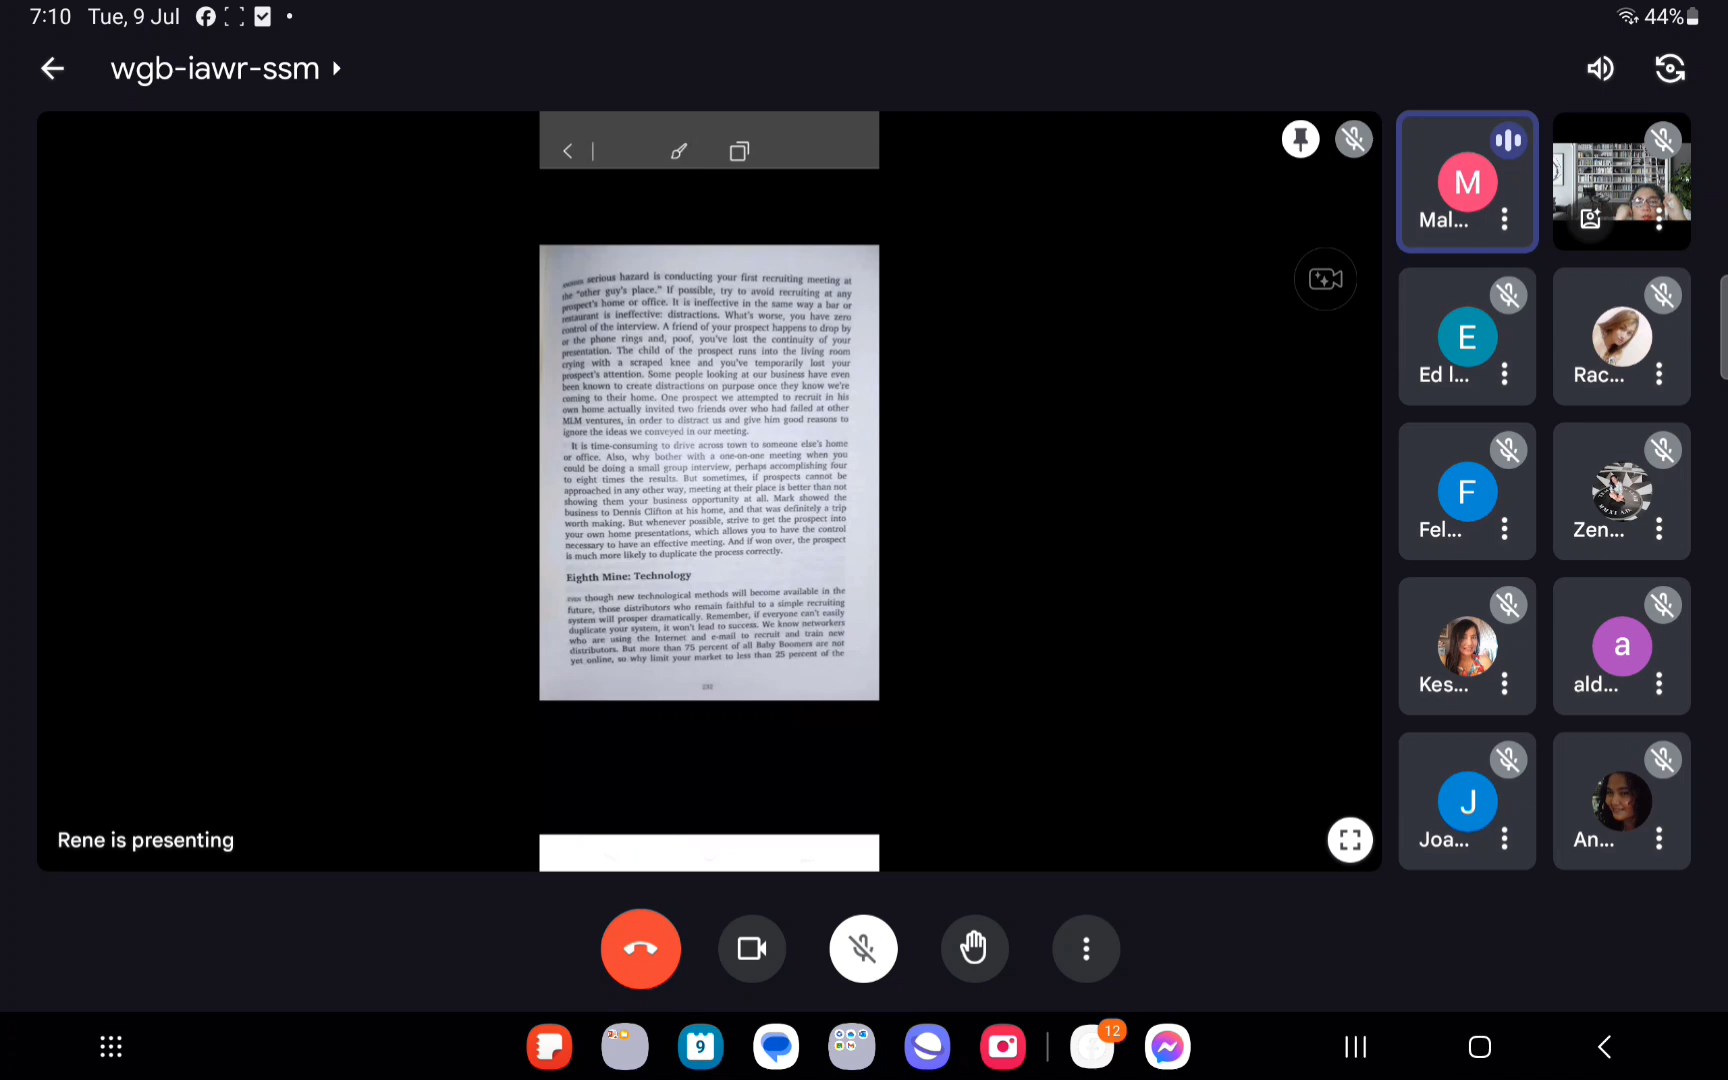 7:10 Tue, 9 Jul
44%
wgb-iawr-ssm
serious hazard is conducting your first recruiting meeting at
the "other guy's place." If possible, try to avoid recruiting at any
prospect's home or office. It is ineffective in the same way a bar or
restaurant is ineffective: distractions. What's worse, you have zero
control of the interview. A friend of your prospect happens to drop by
or the phone rings and, poof, you've lost the continuity of your
presentation. The child of the prospect runs into the living room
crying with a scraped knee and you've temporarily lost your
prospect's attention. Some people looking at our business have even
been known to create distractions on purpose once they know we're
coming to their home. One prospect we attempted to recruit in his
own home actually invited two friends over who had failed at other
MLM ventures, in order to distract us and give him good reasons to
ignore the ideas we conveyed in our meeting.
It is time-consuming to drive across town to someone else's home
or office. Also, why bother with a one-on-one meeting when you
could be doing a small group interview, perhaps accomplishing four
to eight times the results. But sometimes, if prospects cannot be
approached in any other way, meeting at their place is better than not
showing them your business opportunity at all. Mark showed the
business to Dennis Clifton at his home, and that was definitely a trip
worth making. But whenever possible, strive to get the prospect into
your own home presentations, which allows you to have the control
necessary to have an effective meeting. And if won over, the prospect
is much more likely to duplicate the process correctly.
Eighth Mine: Technology
though new technological methods will become available in the
future, those distributors who remain faithful to a simple recruiting
system will prosper dramatically. Remember, if everyone can't easily
duplicate your system, it won't lead to success. We know networkers
who are using the Internet and e-mail to recruit and train new
distributors. But more than 75 percent of all Baby Boomers are not
yet online, so why limit your market to less than 25 percent of the
Rene is presenting
M
Mal...
E
Ed l...
Rac...
F
Fel...
Zen...
Kes...
a
ald...
J
Joa...
An...
9
12